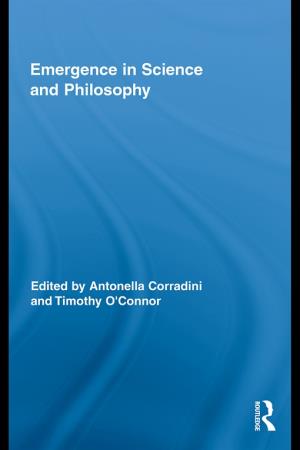 Emergence in Science
and Philosophy
Edited by Antonella Corradini
and Timothy O'Connor
ROUTLEDGE